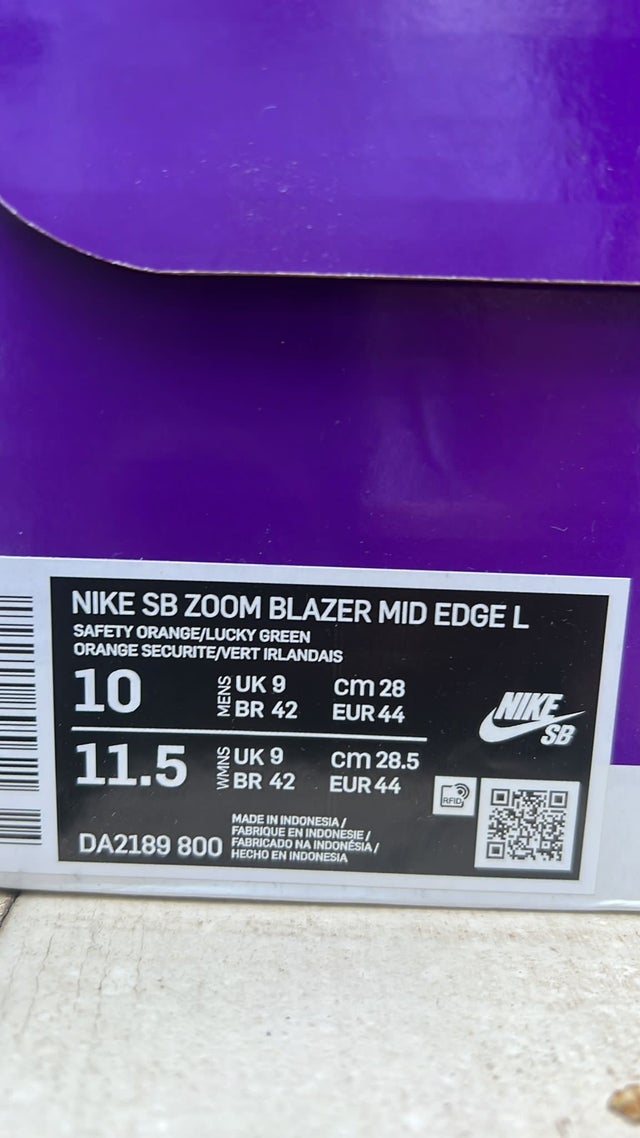 NIKE SB ZOOM BLAZER MID EDGE L
SAFETY ORANGE/LUCKY GREEN
ORANGE SECURITE/VERT IRLANDAIS
10 MENS UK 9 cm 28
BR 42 EUR 44
11.5 WMNS UK 9 cm 28.5
BR 42 EUR 44
NIKE
SB
RFID
DA2189 800
MADE IN INDONESIA /
FABRIQUE EN INDONESIE /
FABRICADO NA INDONÉSIA /
HECHO EN INDONESIA